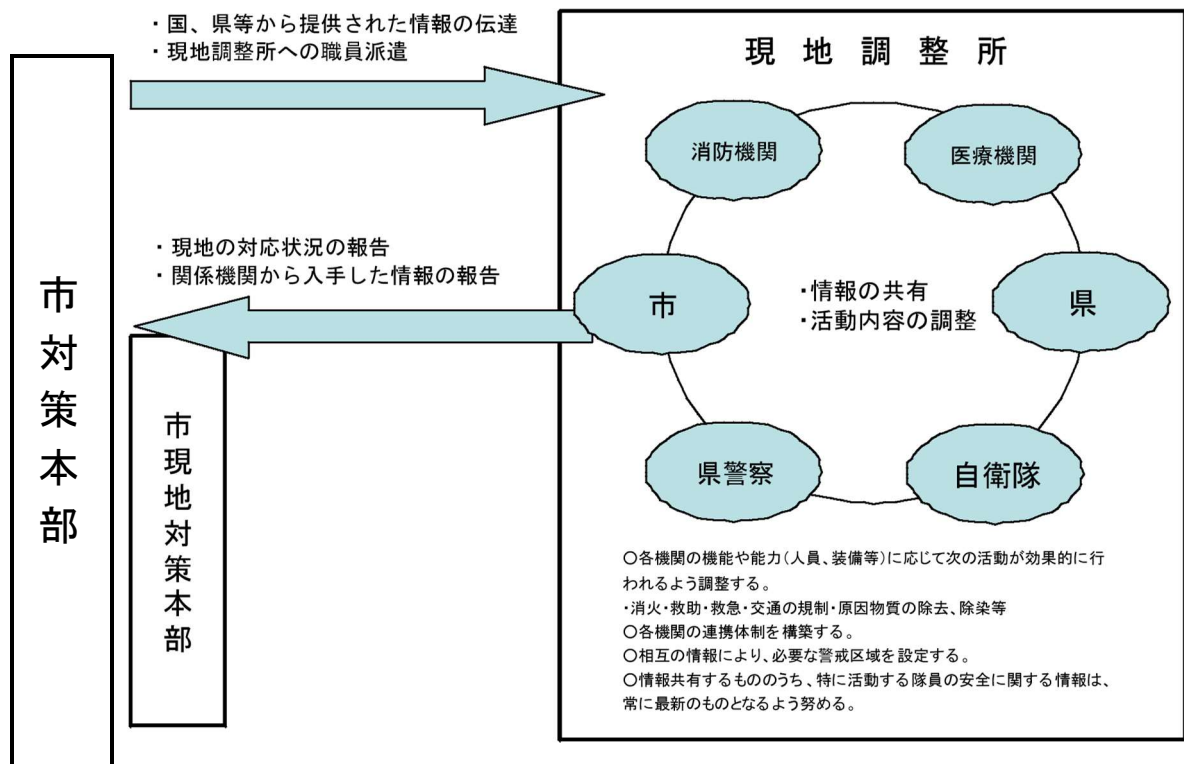 ・国、県等から提供された情報の伝達
・現地調整所への職員派遣
現地調整所
消防機関
医療機関
・現地の対応状況の報告
・関係機関から入手した情報の報告
市
・情報の共有
・活動内容の調整
県
市対策本部
市現地対策本部
県警察
自衛隊
○各機関の機能や能力(人員、装備等)に応じて次の活動が効果的に行
われるよう調整する。
・消火・救助・救急・交通の規制・原因物質の除去、除染等
○各機関の連携体制を構築する。
○相互の情報により、必要な警戒区域を設定する。
○情報共有するもののうち、特に活動する隊員の安全に関する情報は、
常に最新のものとなるよう努める。